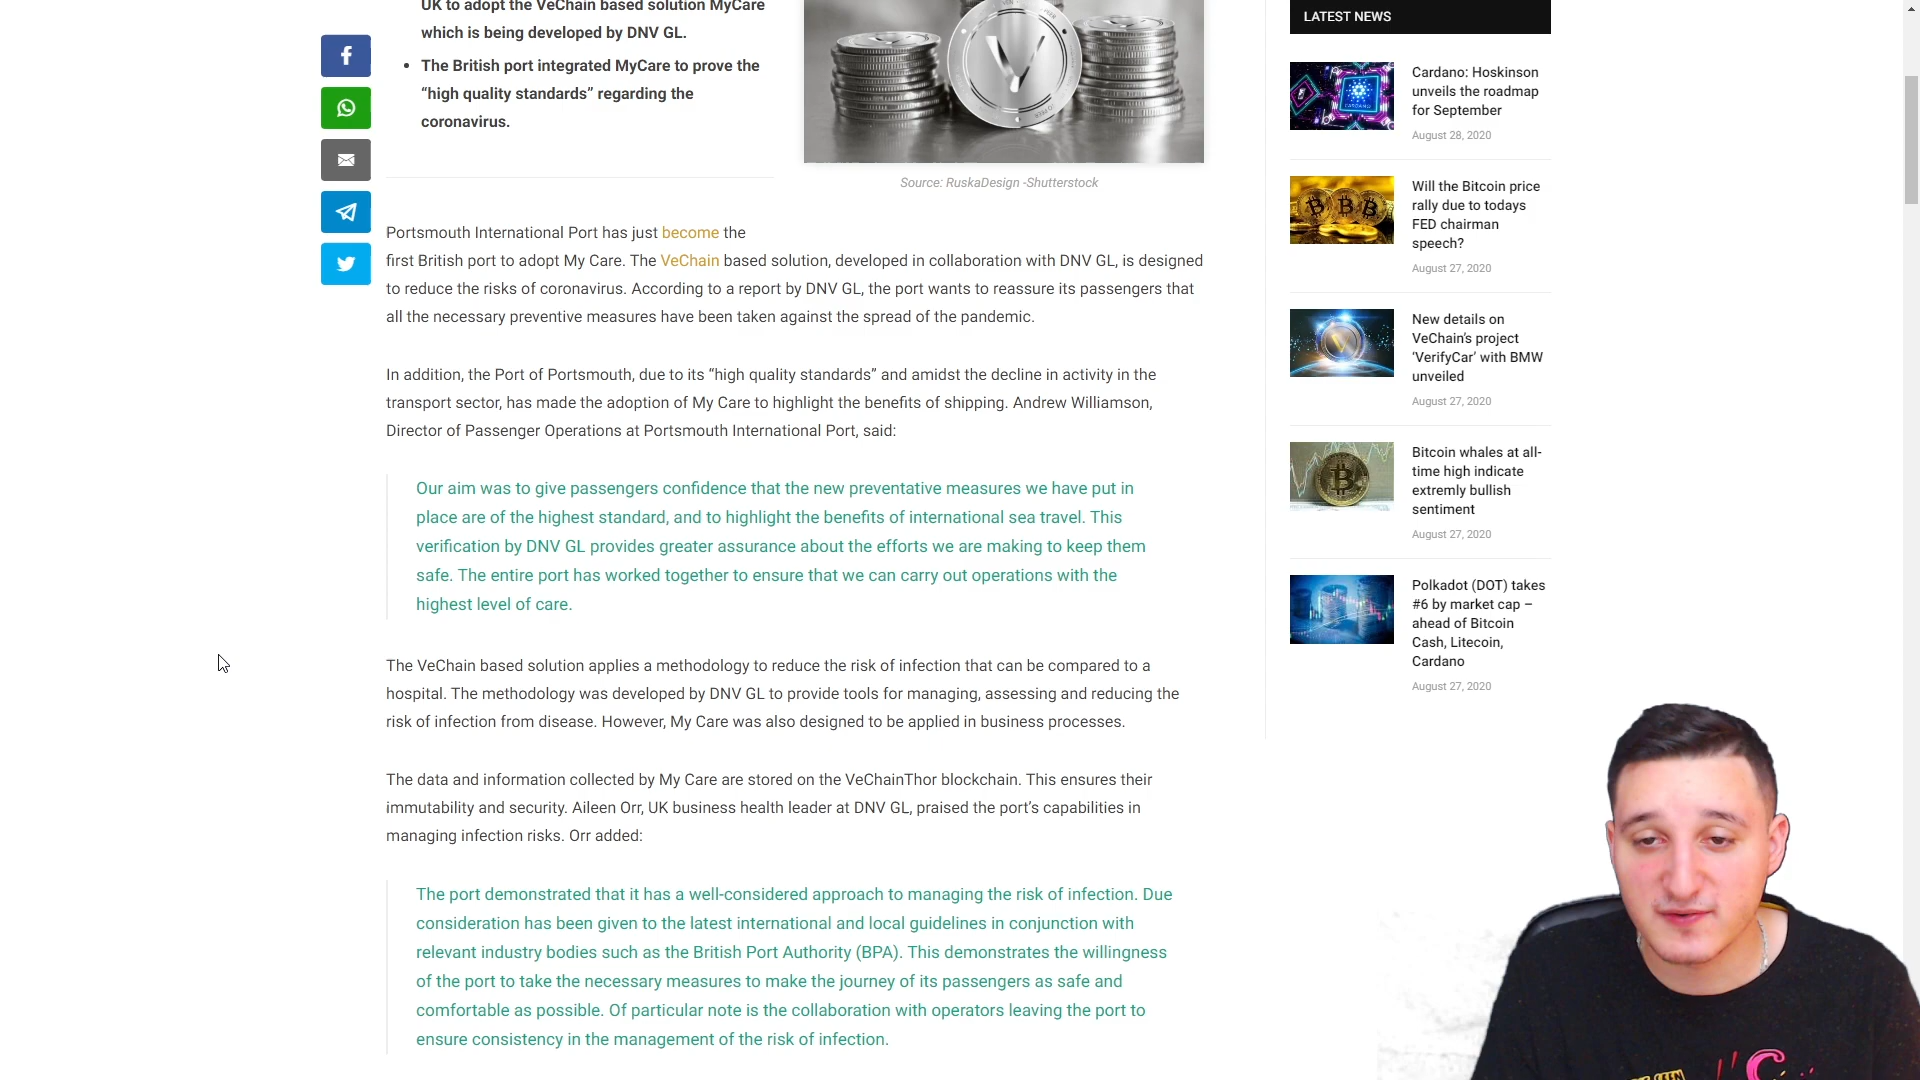 UK to adopt the VeChain based solution MyCare
which is being developed by DNV GL.
The British port integrated MyCare to prove the
“high quality standards” regarding the
coronavirus.
Source: RuskaDesign -Shutterstock
Portsmouth International Port has just become the
first British port to adopt My Care. The VeChain based solution, developed in collaboration with DNV GL, is designed
to reduce the risks of coronavirus. According to a report by DNV GL, the port wants to reassure its passengers that
all the necessary preventive measures have been taken against the spread of the pandemic.
In addition, the Port of Portsmouth, due to its “high quality standards” and amidst the decline in activity in the
transport sector, has made the adoption of My Care to highlight the benefits of shipping. Andrew Williamson,
Director of Passenger Operations at Portsmouth International Port, said:
Our aim was to give passengers confidence that the new preventative measures we have put in
place are of the highest standard, and to highlight the benefits of international sea travel. This
verification by DNV GL provides greater assurance about the efforts we are making to keep them
safe. The entire port has worked together to ensure that we can carry out operations with the
highest level of care.
The VeChain based solution applies a methodology to reduce the risk of infection that can be compared to a
hospital. The methodology was developed by DNV GL to provide tools for managing, assessing and reducing the
risk of infection from disease. However, My Care was also designed to be applied in business processes.
The data and information collected by My Care are stored on the VeChainThor blockchain. This ensures their
immutability and security. Aileen Orr, UK business health leader at DNV GL, praised the port’s capabilities in
managing infection risks. Orr added:
The port demonstrated that it has a well-considered approach to managing the risk of infection. Due
consideration has been given to the latest international and local guidelines in conjunction with
relevant industry bodies such as the British Port Authority (BPA). This demonstrates the willingness
of the port to take the necessary measures to make the journey of its passengers as safe and
comfortable as possible. Of particular note is the collaboration with operators leaving the port to
ensure consistency in the management of the risk of infection.
LATEST NEWS
Cardano: Hoskinson
unveils the roadmap
for September
August 28, 2020
Will the Bitcoin price
rally due to todays
FED chairman
speech?
August 27, 2020
New details on
VeChain’s project
‘VerifyCar’ with BMW
unveiled
August 27, 2020
Bitcoin whales at all-
time high indicate
extremly bullish
sentiment
August 27, 2020
Polkadot (DOT) takes
#6 by market cap –
ahead of Bitcoin
Cash, Litecoin,
Cardano
August 27, 2020